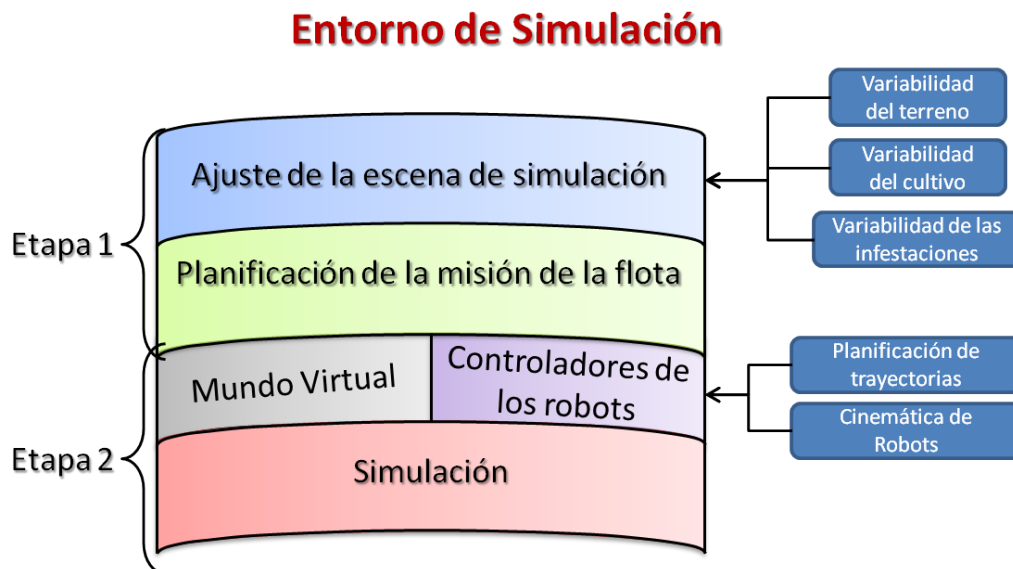 Entorno de Simulación
Variabilidad
del terreno
Variabilidad
del cultivo
Variabilidad de las
infestaciones
Ajuste de la escena de simulación
Etapa 1
Planificación de la misión de la flota
Mundo Virtual
Controladores de
los robots
Planificación de
trayectorias
Cinemática de
Robots
Etapa 2
Simulación